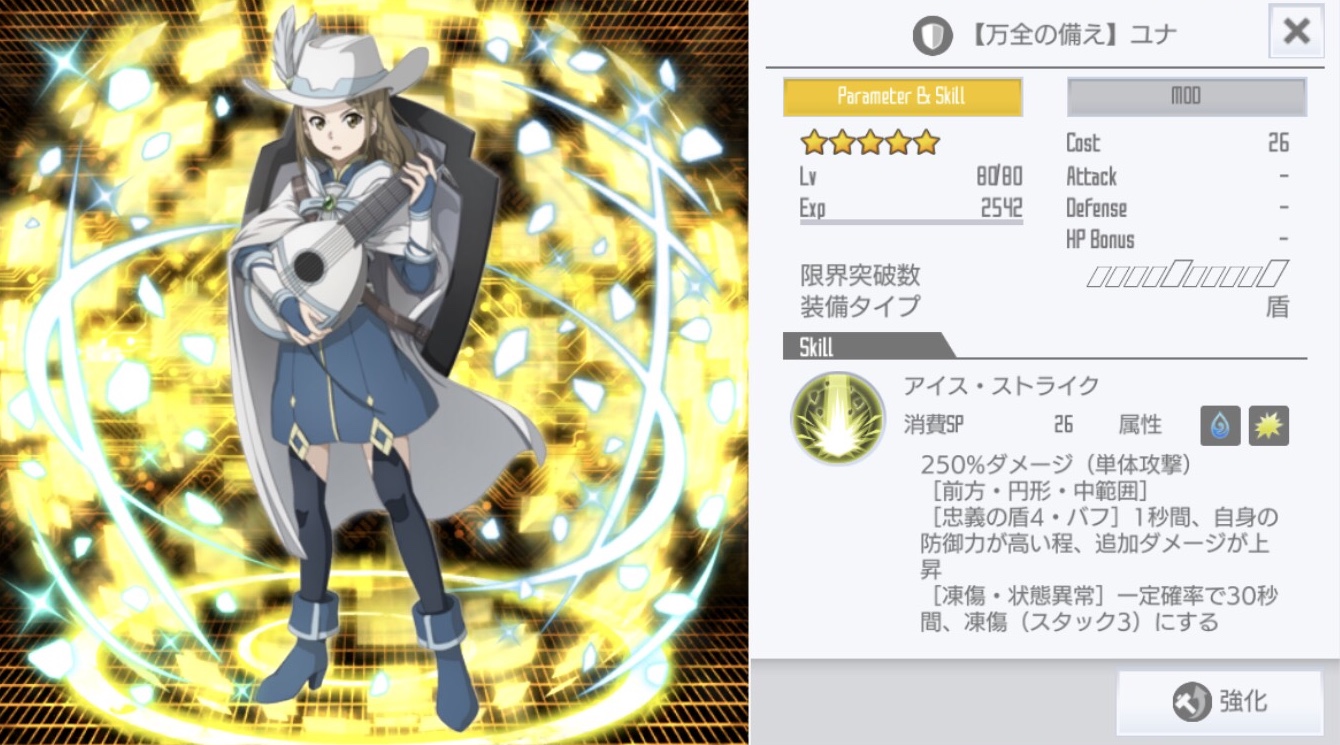 【万全の備え】ユナ
Parameter & Skill
MOD
Lv 80/80
Exp 2542
Cost 26
Attack -
Defense -
HP Bonus -
限界突破数
装備タイプ 盾
Skill
アイス・ストライク
消費SP 26 属性
250%ダメージ（単体攻撃）
［前方・円形・中範囲］
［忠義の盾4・バフ］1秒間、自身の
防御力が高い程、追加ダメージが上
昇
［凍傷・状態異常］一定確率で30秒
間、凍傷（スタック3）にする
強化